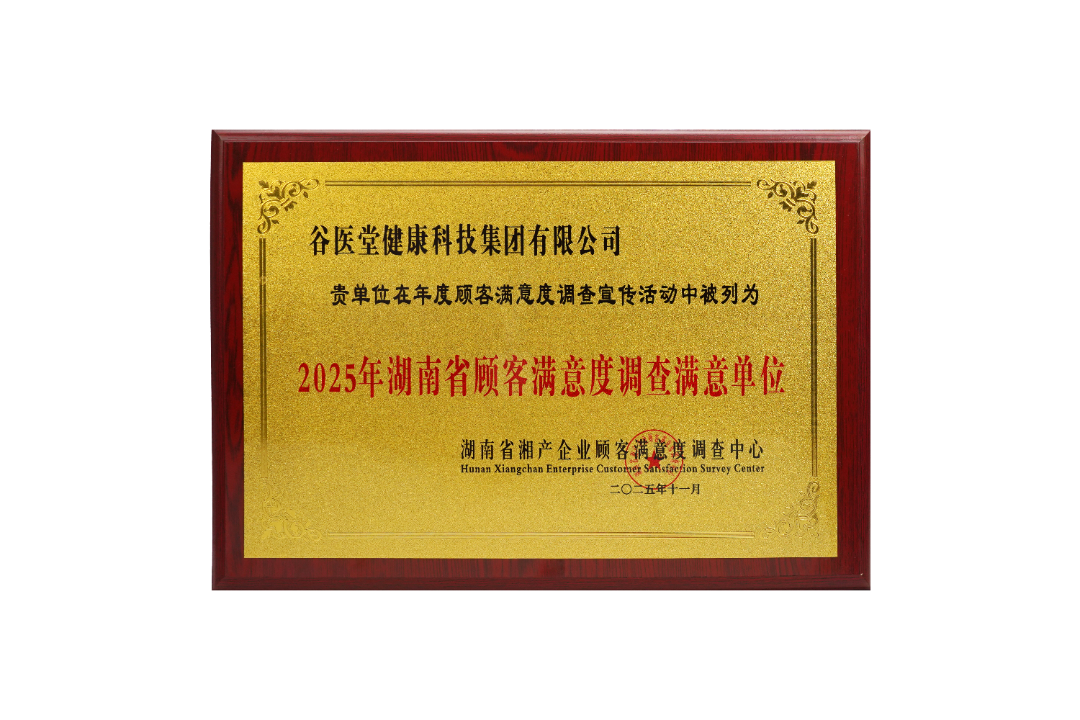 谷医堂健康科技集团有限公司
贵单位在年度顾客满意度调查宣传活动中被列为
2025年湖南省顾客满意度调查满意单位
湖南省湘产企业顾客满意度调查中心
Hunan Xiangchan Enterprise Customer Satisfaction Survey Center
二〇二五年十一月